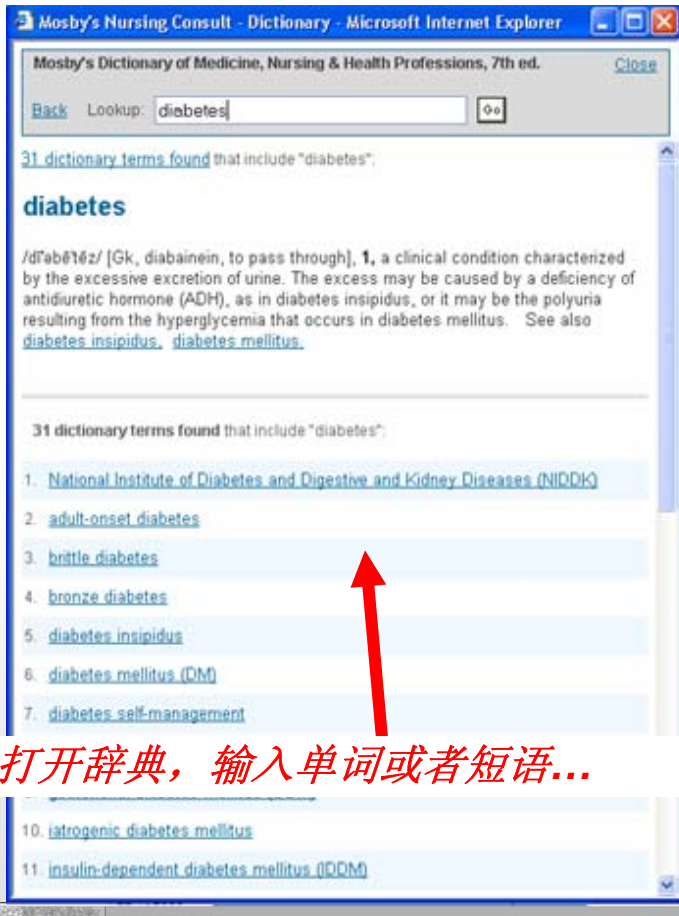 Mosby's Nursing Consult - Dictionary - Microsoft Internet Explorer
Mosby's Dictionary of Medicine, Nursing & Health Professions, 7th ed. Close
Back Lookup: diabetes Go
31 dictionary terms found that include "diabetes":
diabetes
[Gk, diabainein, to pass through], 1, a clinical condition characterized
by the excessive excretion of urine. The excess may be caused by a deficiency of
antidiuretic hormone (ADH), as in diabetes insipidus, or it may be the polyuria
resulting from the hyperglycemia that occurs in diabetes mellitus. See also
diabetes insipidus, diabetes mellitus.
31 dictionary terms found that include "diabetes":
1. National Institute of Diabetes and Digestive and Kidney Diseases (NIDDK)
2. adult-onset diabetes
3. brittle diabetes
4. bronze diabetes
5. diabetes insipidus
6. diabetes mellitus (DM)
7. diabetes self-management
打开辞典，输入单词或者短语...
10. iatrogenic diabetes mellitus
11. insulin-dependent diabetes mellitus (IDDM)